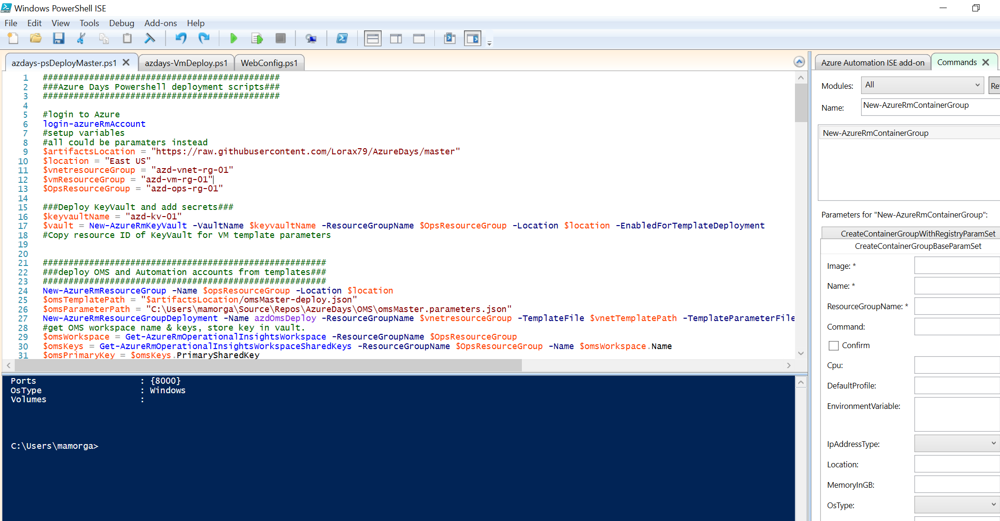 Windows PowerShell ISE
File Edit View Tools Debug Add-ons Help
azdays-psDeployMaster.ps1 azdays-VmDeploy.ps1 WebConfig.ps1
1 ##############################################
2 ###Azure Days Powershell deployment scripts###
3 ##############################################
4
5 #login to Azure
6 login-azureRmAccount
7 #setup variables
8 #all could be paramaters instead
9 $artifactsLocation = "https://raw.githubusercontent.com/Lorax79/AzureDays/master"
10 $location = "East US"
11 $vnetresourceGroup = "azd-vnet-rg-01"
12 $vmResourceGroup = "azd-vm-rg-01"
13 $OpsResourceGroup = "azd-ops-rg-01"
14
15 ###Deploy KeyVault and add secrets###
16 $keyvaultName = "azd-kv-01"
17 $vault = New-AzureRmKeyVault -VaultName $keyvaultName -ResourceGroupName $OpsResourceGroup -Location $location -EnabledForTemplateDeployment
18 #Copy resource ID of KeyVault for VM template parameters
19
20
21 #######################################################
22 ###deploy OMS and Automation accounts from templates###
23 #######################################################
24 New-AzureRmResourceGroup -Name $opsResourceGroup -Location $location
25 $omsTemplatePath = "$artifactsLocation/omsMaster-deploy.json"
26 $omsParameterPath = "C:\Users\mamorga\Source\Repos\AzureDays\OMS\omsMaster.parameters.json"
27 New-AzureRmResourceGroupDeployment -Name azdOmsDeploy -ResourceGroupName $vnetresourceGroup -TemplateFile $vnetTemplatePath -TemplateParameterFile
28 #get OMS workspace name & keys, store key in vault.
29 $omsWorkspace = Get-AzureRmOperationalInsightsWorkspace -ResourceGroupName $OpsResourceGroup
30 $omsKeys = Get-AzureRmOperationalInsightsWorkspaceSharedKeys -ResourceGroupName $OpsResourceGroup -Name $omsWorkspace.Name
31 $omsPrimaryKey = $omsKeys.PrimarySharedKey
Ports : {8000}
OsType : Windows
Volumes :
C:\Users\mamorga>
Azure Automation ISE add-on Commands
Modules: All Re
Name: New-AzureRmContainerGroup
New-AzureRmContainerGroup
Parameters for "New-AzureRmContainerGroup":
CreateContainerGroupWithRegistryParamSet
CreateContainerGroupBaseParamSet
Image: *
Name: *
ResourceGroupName: *
Command:
Confirm
Cpu:
DefaultProfile:
EnvironmentVariable:
IpAddressType:
Location:
MemoryInGB:
OsType: